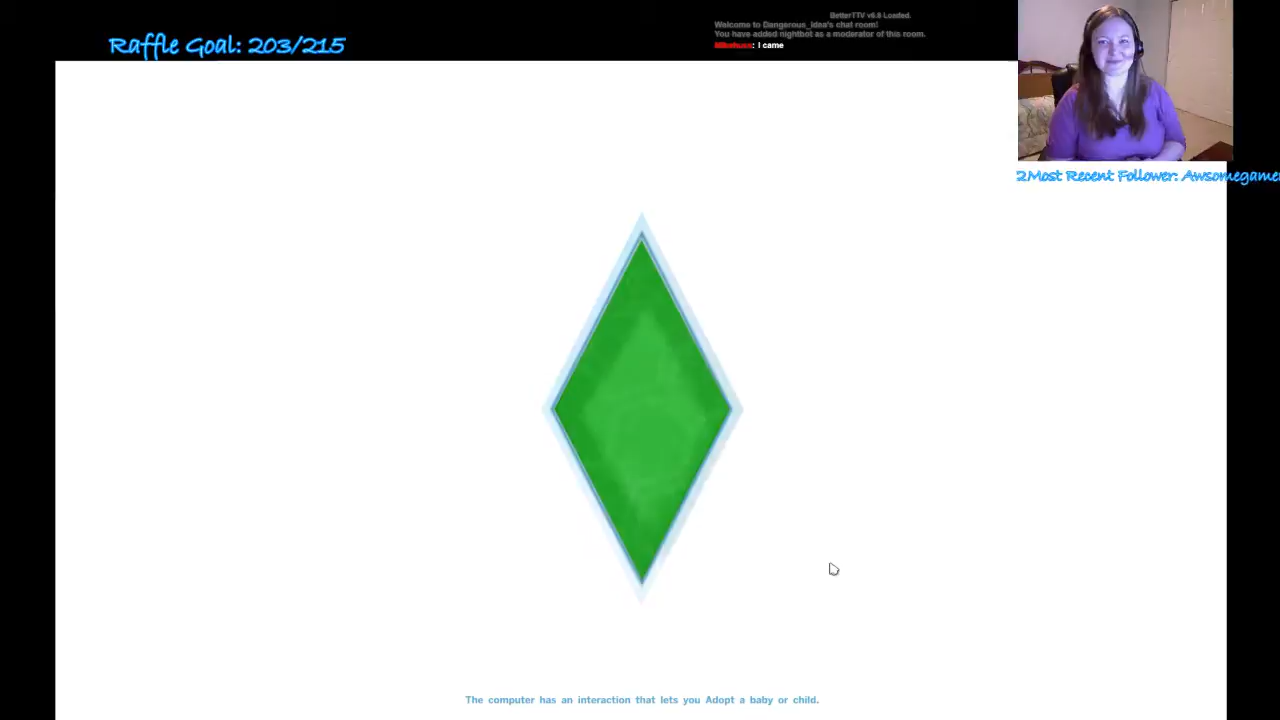 BetterTTV v6.8 Loaded.
Welcome to Dangerous_Idea's chat room!
You have added nightbot as a moderator of this room.
Mikehuss: I came
Raffle Goal: 203/215
2Most Recent Follower: Awsomegame
The computer has an interaction that lets you Adopt a baby or child.